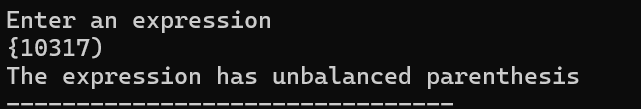 Enter an expression
{10317)
The expression has unbalanced parenthesis
--------------------------------